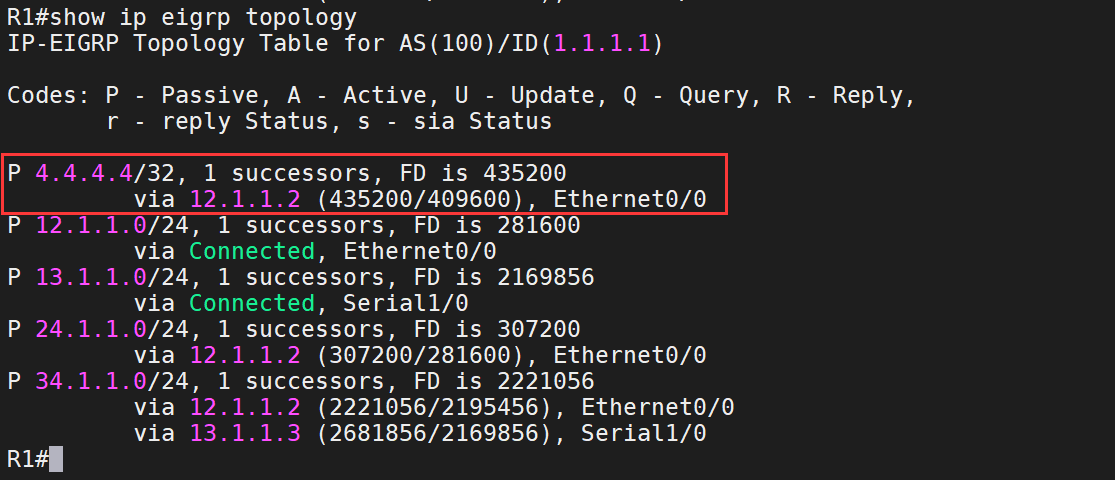 R1#show ip eigrp topology
IP-EIGRP Topology Table for AS(100)/ID(1.1.1.1)
Codes: P - Passive, A - Active, U - Update, Q - Query, R - Reply,
r - reply Status, s - sia Status
P 4.4.4.4/32, 1 successors, FD is 435200
via 12.1.1.2 (435200/409600), Ethernet0/0
P 12.1.1.0/24, 1 successors, FD is 281600
via Connected, Ethernet0/0
P 13.1.1.0/24, 1 successors, FD is 2169856
via Connected, Serial1/0
P 24.1.1.0/24, 1 successors, FD is 307200
via 12.1.1.2 (307200/281600), Ethernet0/0
P 34.1.1.0/24, 1 successors, FD is 2221056
via 12.1.1.2 (2221056/2195456), Ethernet0/0
via 13.1.1.3 (2681856/2169856), Serial1/0
R1#